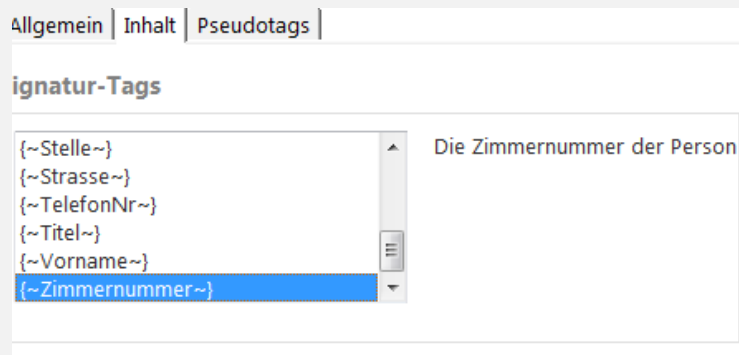 Allgemein Inhalt Pseudotags
ignatur-Tags
{~Stelle~}
{~Strasse~}
{~TelefonNr~}
{~Titel~}
{~Vorname~}
{~Zimmernummer~}
Die Zimmernummer der Person